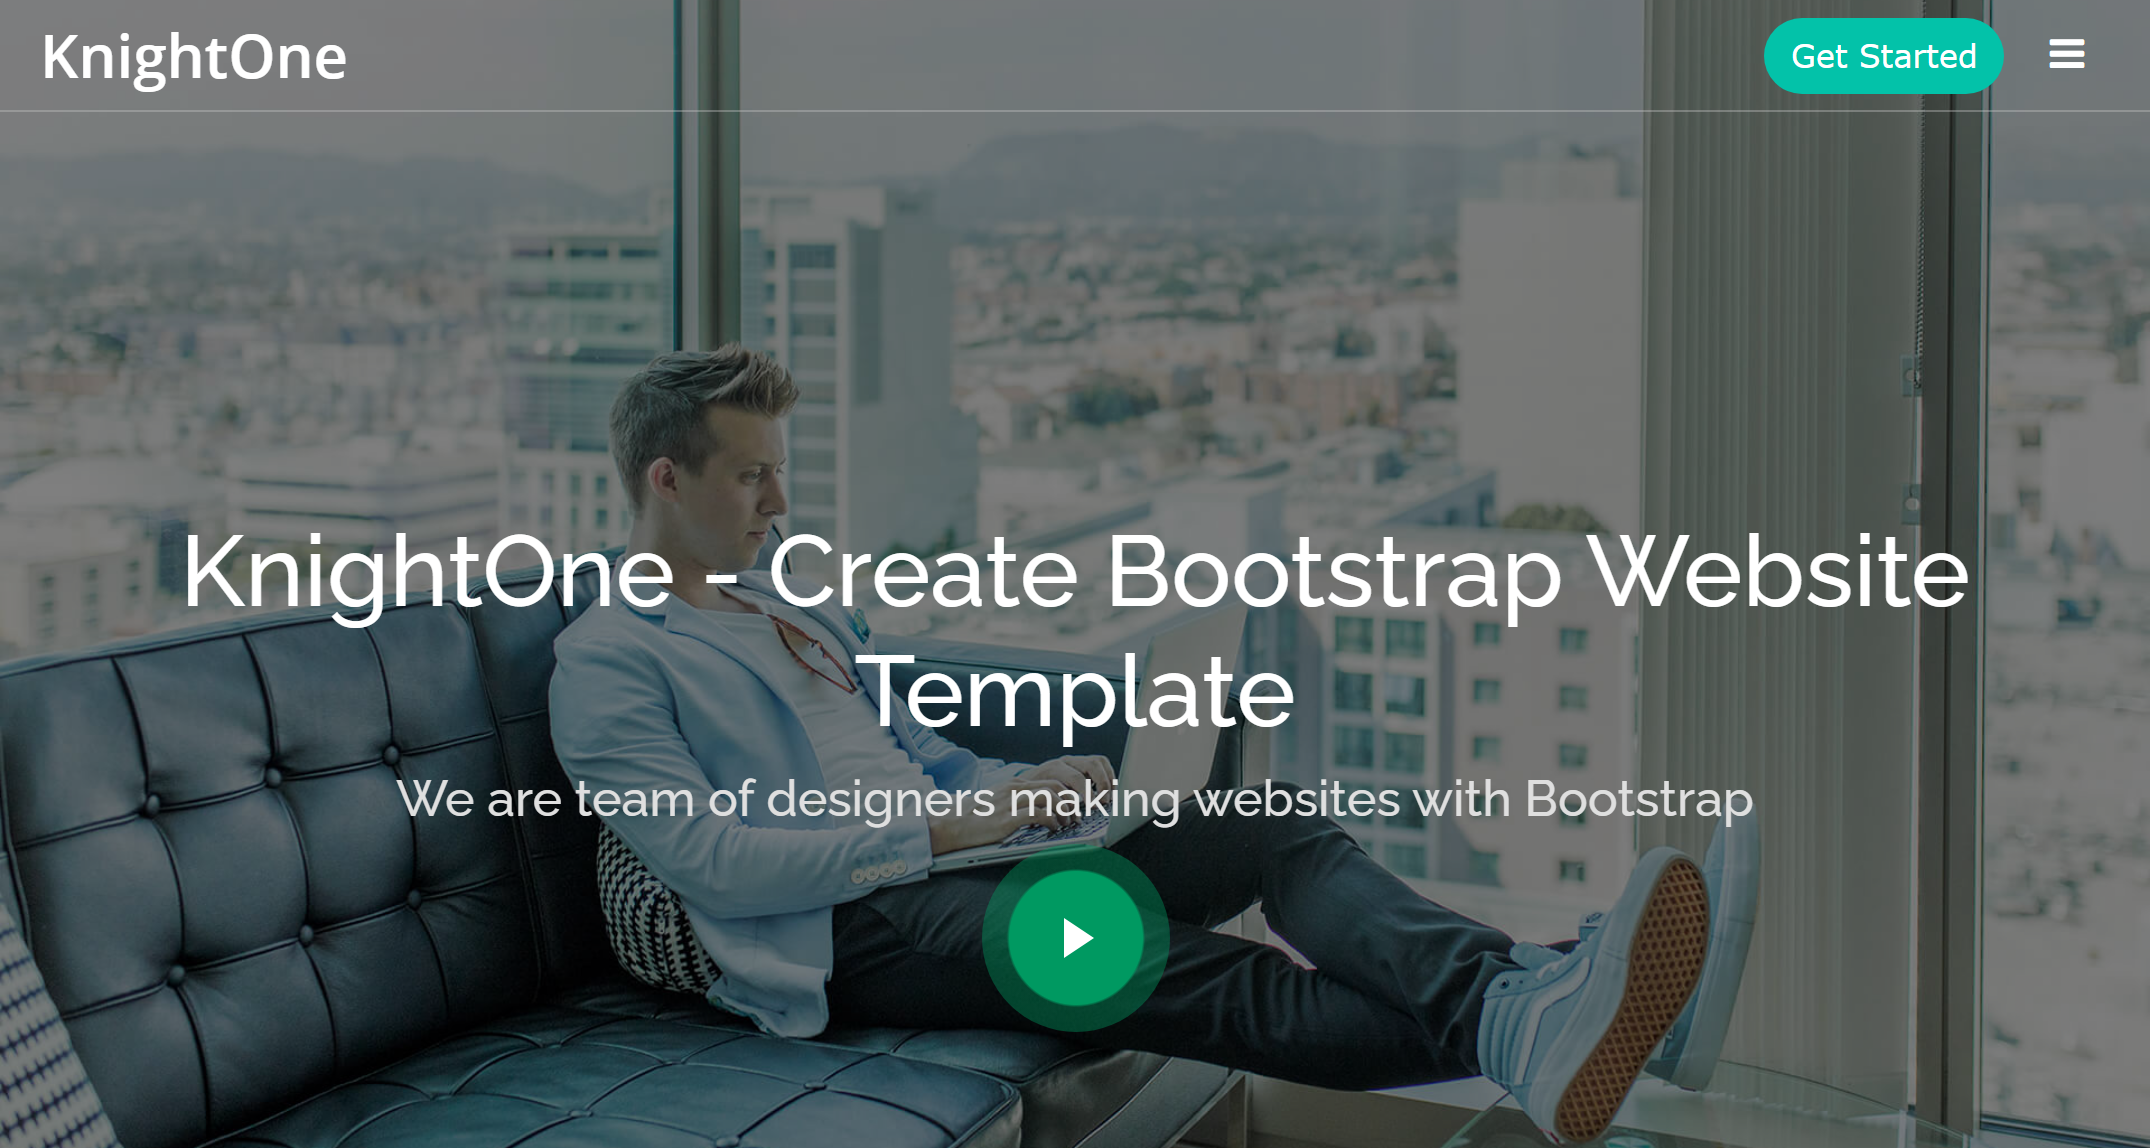 KnightOne
Get Started
KnightOne - Create Bootstrap Website
Template
We are team of designers making websites with Bootstrap